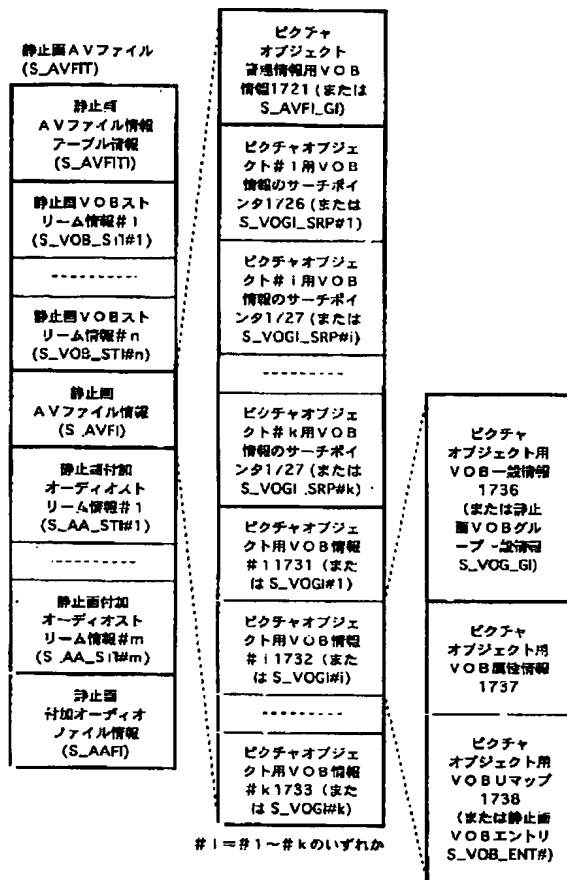 静止画AVファイル
(S_AVFIT)
静止画
AVファイル情報
テーブル情報
(S_AVFITI)
静止画VOBスト
リーム情報#1
(S_VOB_STI#1)
静止画VOBスト
リーム情報#n
(S_VOB_STI#n)
静止画
AVファイル情報
(S_AVFI)
静止画付加
オーディオスト
リーム情報#1
(S_AA_STI#1)
静止画付加
オーディオスト
リーム情報#m
(S_AA_STI#m)
静止画
付加オーディオ
ファイル情報
(S_AAFI)
ピクチャ
オブジェクト
管理情報用VOB
情報1721(または
S_AVFI_GI)
ピクチャオブジェ
クト#1用VOB
情報のサーチポイ
ンタ1726(または
S_VOGI_SRP#1)
ピクチャオブジェ
クト#i用VOB
情報のサーチポイ
ンタ1727(または
S_VOGI_SRP#i)
ピクチャオブジェ
クト#k用VOB
情報のサーチポイ
ンタ1727(または
S_VOGI_SRP#k)
ピクチャオブジェ
クト用VOB情報
#11731(また
はS_VOGI#1)
ピクチャオブジェ
クト用VOB情報
#i1732(また
はS_VOGI#i)
ピクチャオブジェ
クト用VOB情報
#k1733(また
はS_VOGI#k)
#i=#1~#kのいずれか
ピクチャ
オブジェクト用
VOB一般情報
1736
(または静止
画VOBグル
ープ一般情報
S_VOG_GI)
ピクチャ
オブジェクト用
VOB属性情報
1737
ピクチャ
オブジェクト用
VOBUマップ
1738
(または静止画
VOBエントリ
S_VOB_ENT#)